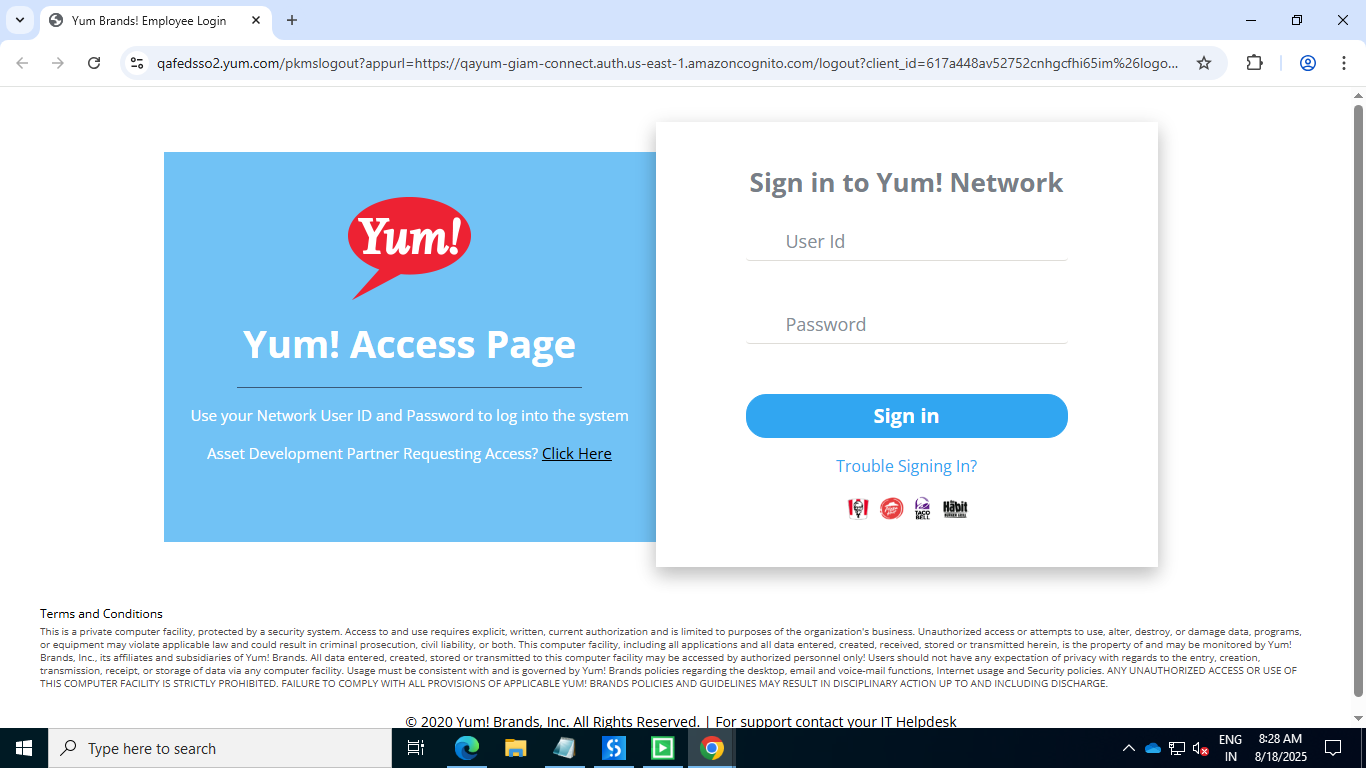 Yum Brands! Employee Login
qafedsso2.yum.com/pkmslogout?appurl=https://qayum-giam-connect.auth.us-east-1.amazoncognito.com/logout?client_id=617a448av52752cnhgcfhi65im%26logo...
Yum!
Yum! Access Page
Use your Network User ID and Password to log into the system
Asset Development Partner Requesting Access? Click Here
Sign in to Yum! Network
User Id
Password
Sign in
Trouble Signing In?
TACO
BELL
Habit
Terms and Conditions
This is a private computer facility, protected by a security system. Access to and use requires explicit, written, current authorization and is limited to purposes of the organization's business. Unauthorized access or attempts to use, alter, destroy, or damage data, programs,
or equipment may violate applicable law and could result in criminal prosecution, civil liability, or both. This computer facility, including all applications and all data entered, created, received, stored or transmitted herein, is the property of and may be monitored by Yum!
Brands, Inc., its affiliates and subsidiaries of Yum! Brands. All data entered, created, stored or transmitted to this computer facility may be accessed by authorized personnel only! Users should not have any expectation of privacy with regards to the entry, creation,
transmission, receipt, or storage of data via any computer facility. Usage must be consistent with and is governed by Yum! Brands policies regarding the desktop, email and voice-mail functions, Internet usage and Security policies. ANY UNAUTHORIZED ACCESS OR USE OF
THIS COMPUTER FACILITY IS STRICTLY PROHIBITED. FAILURE TO COMPLY WITH ALL PROVISIONS OF APPLICABLE YUM! BRANDS POLICIES AND GUIDELINES MAY RESULT IN DISCIPLINARY ACTION UP TO AND INCLUDING DISCHARGE.
© 2020 Yum! Brands, Inc. All Rights Reserved. | For support contact your IT Helpdesk
Type here to search
ENG
IN
8:28 AM
8/18/2025